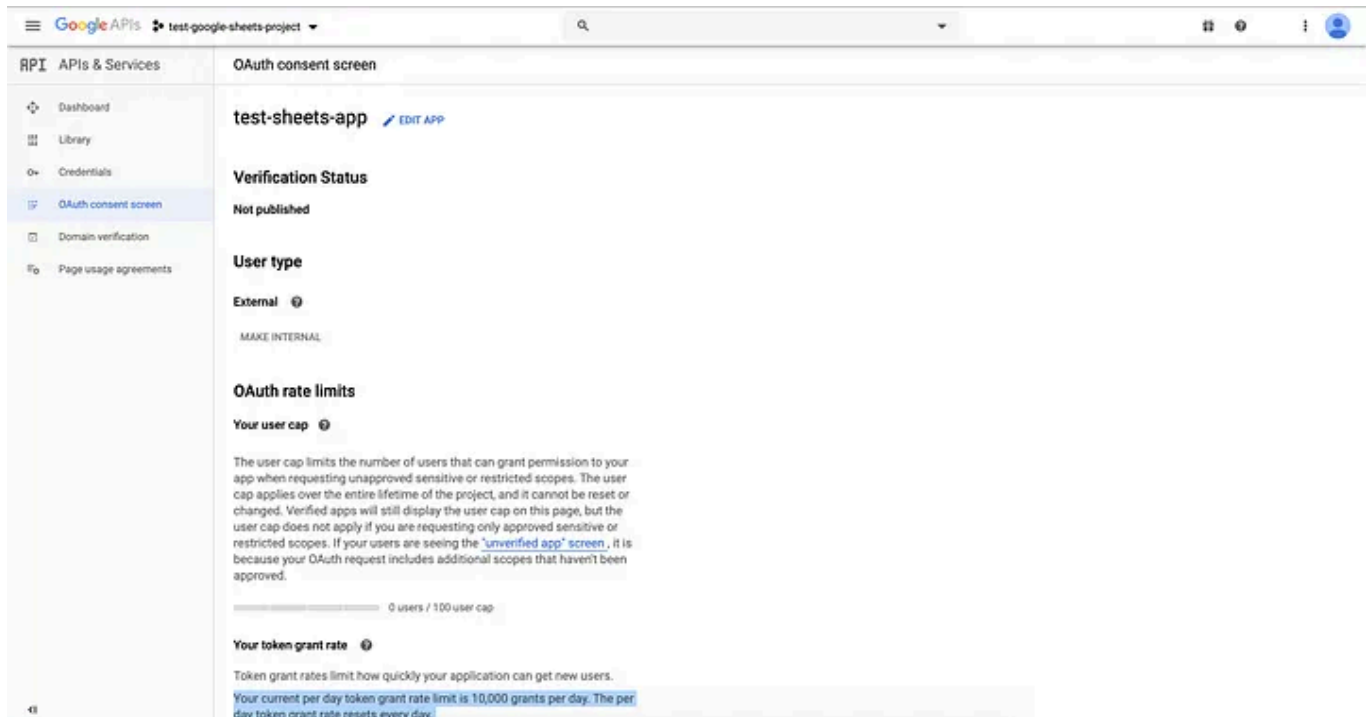 Google APIs test-google-sheets-project
API APIs & Services
OAuth consent screen
Dashboard
Library
Credentials
OAuth consent screen
Domain verification
Page usage agreements
test-sheets-app EDIT APP
Verification Status
Not published
User type
External
MAKE INTERNAL
OAuth rate limits
Your user cap
The user cap limits the number of users that can grant permission to your
app when requesting unapproved sensitive or restricted scopes. The user
cap applies over the entire lifetime of the project, and it cannot be reset or
changed. Verified apps will still display the user cap on this page, but the
user cap does not apply if you are requesting only approved sensitive or
restricted scopes. If your users are seeing the "unverified app" screen , it is
because your OAuth request includes additional scopes that haven't been
approved.
0 users / 100 user cap
Your token grant rate
Token grant rates limit how quickly your application can get new users.
Your current per day token grant rate limit is 10,000 grants per day. The per
day token grant rate resets every day.